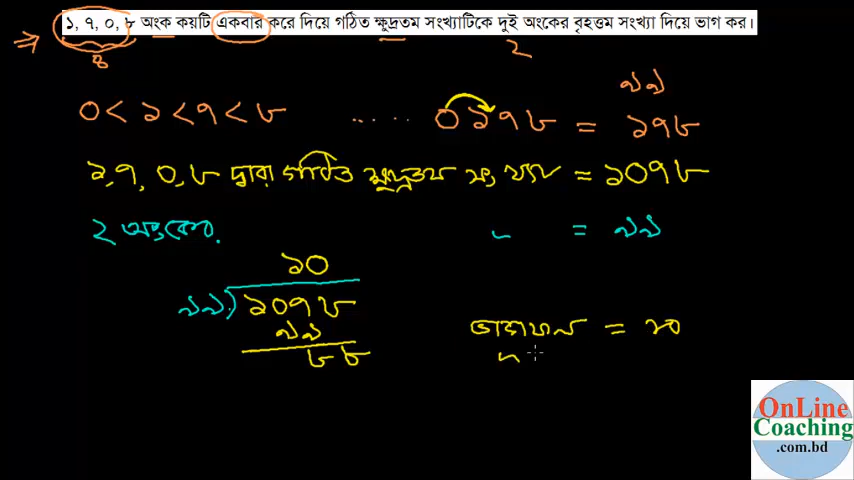 ১, ৭, ০, ৮ অংক কয়টি একবার করে দিয়ে গঠিত ক্ষুদ্রতম সংখ্যাটিকে দুই অংকের বৃহত্তম সংখ্যা দিয়ে ভাগ কর।
৪ ২
৯৯
০ < ১ < ৭ < ৮ ..... ০১৭৮ = ১৭৮
১, ৭, ০, ৮ দ্বারা গঠিত ক্ষুদ্রতম সংখ্যা = ১০৭৮
২ অংকের = ৯৯
১০
৯৯) ১০৭৮
৯৯
৮৮
ভাগফল = ১০
OnLine
Coaching
.com.bd